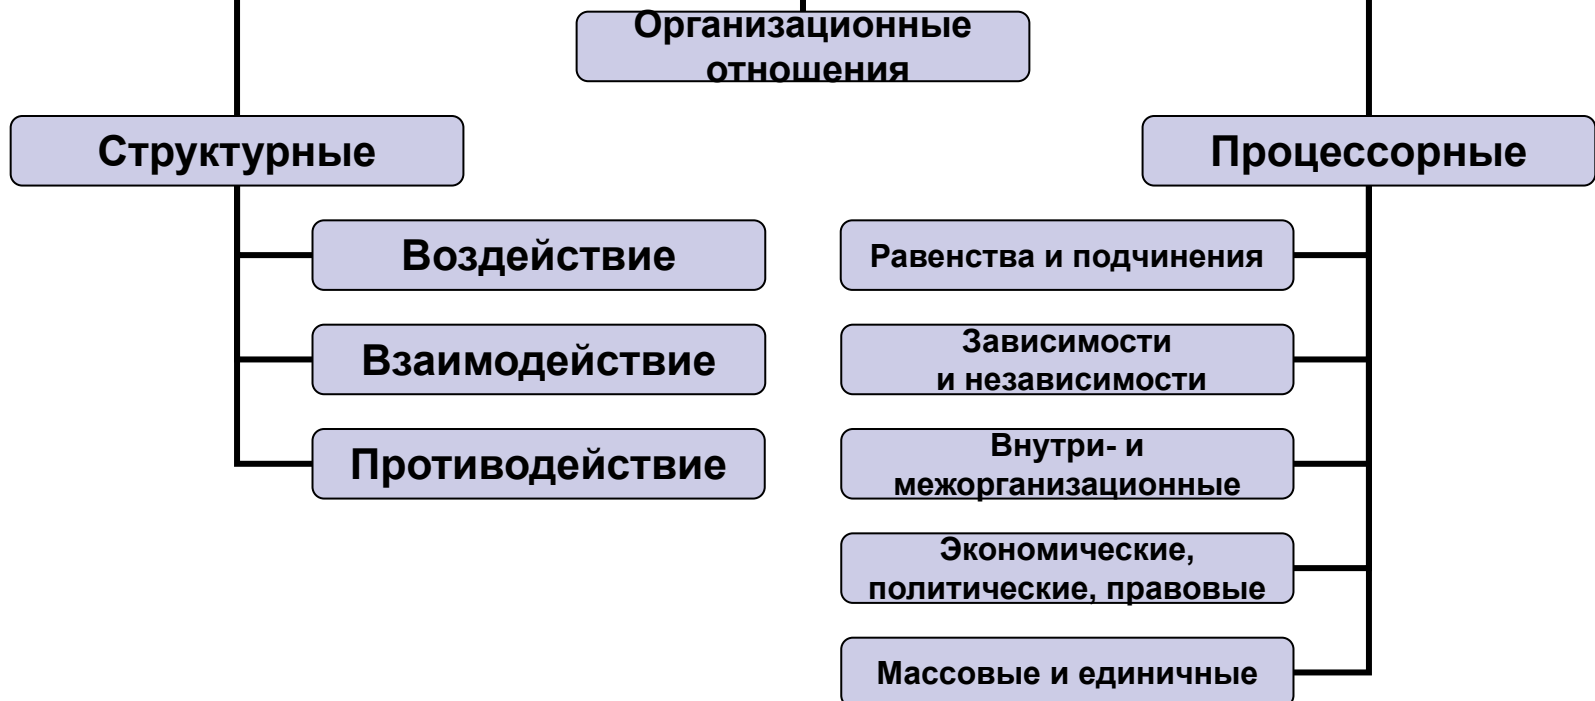 Организационные
отношения
Структурные
Процессорные
Воздействие
Взаимодействие
Противодействие
Равенства и подчинения
Зависимости
и независимости
Внутри- и
межорганизационные
Экономические,
политические, правовые
Массовые и единичные